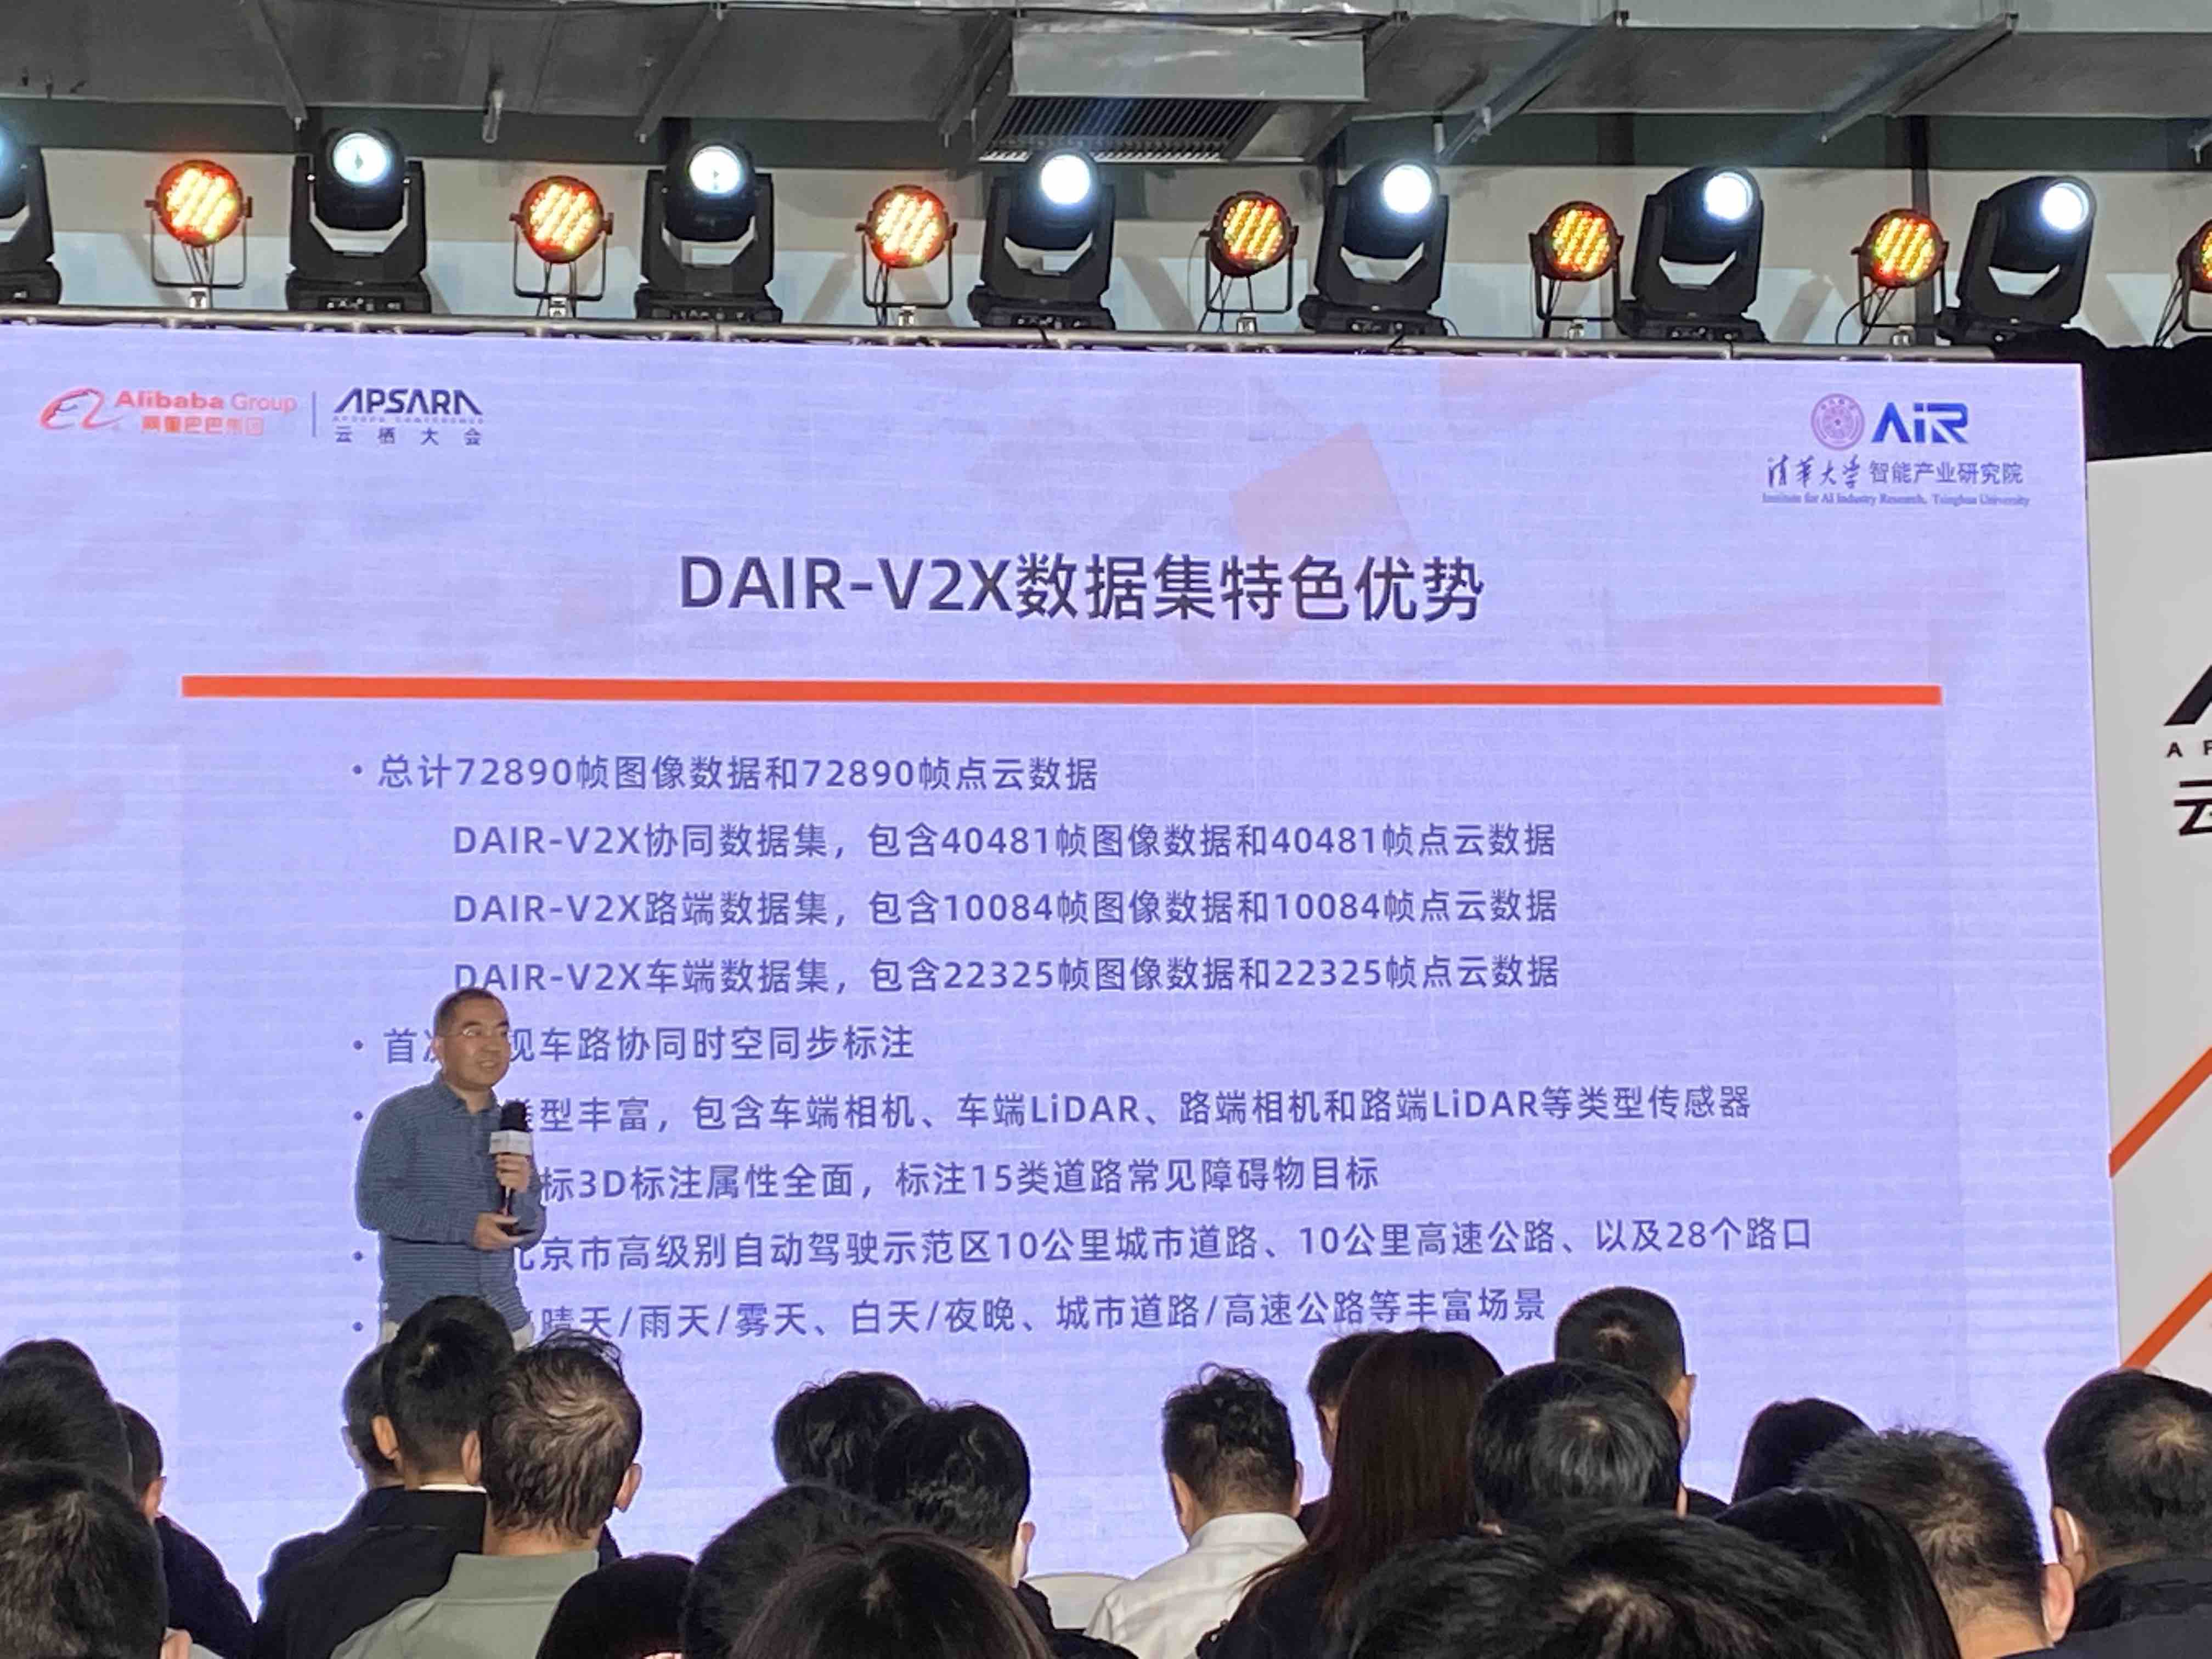 Alibaba Group
阿里巴巴集团
APSARA
APSARA CONFERENCE
云栖大会
AIR
清华大学智能产业研究院
Institute for AI Industry Research, Tsinghua University
DAIR-V2X数据集特色优势
• 总计72890帧图像数据和72890帧点云数据
DAIR-V2X协同数据集，包含40481帧图像数据和40481帧点云数据
DAIR-V2X路端数据集，包含10084帧图像数据和10084帧点云数据
DAIR-V2X车端数据集，包含22325帧图像数据和22325帧点云数据
• 首 现车路协同时空同步标注
• 类型丰富，包含车端相机、车端LiDAR、路端相机和路端LiDAR等类型传感器
标3D标注属性全面，标注15类道路常见障碍物目标
• 北京市高级别自动驾驶示范区10公里城市道路、10公里高速公路、以及28个路口
• 晴天/雨天/雾天、白天/夜晚、城市道路/高速公路等丰富场景
A
云